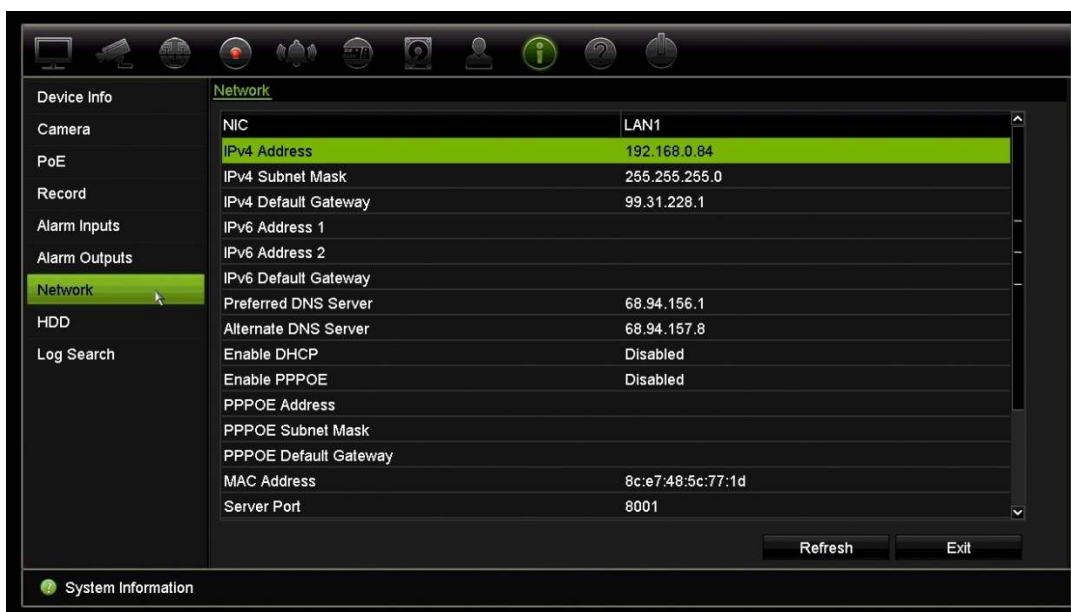 Device Info
Camera
PoE
Record
Alarm Inputs
Alarm Outputs
Network
HDD
Log Search
Network
NIC LAN1
IPv4 Address 192.168.0.84
IPv4 Subnet Mask 255.255.255.0
IPv4 Default Gateway 99.31.228.1
IPv6 Address 1
IPv6 Address 2
IPv6 Default Gateway
Preferred DNS Server 68.94.156.1
Alternate DNS Server 68.94.157.8
Enable DHCP Disabled
Enable PPPOE Disabled
PPPOE Address
PPPOE Subnet Mask
PPPOE Default Gateway
MAC Address 8c:e7:48:5c:77:1d
Server Port 8001
Refresh Exit
System Information